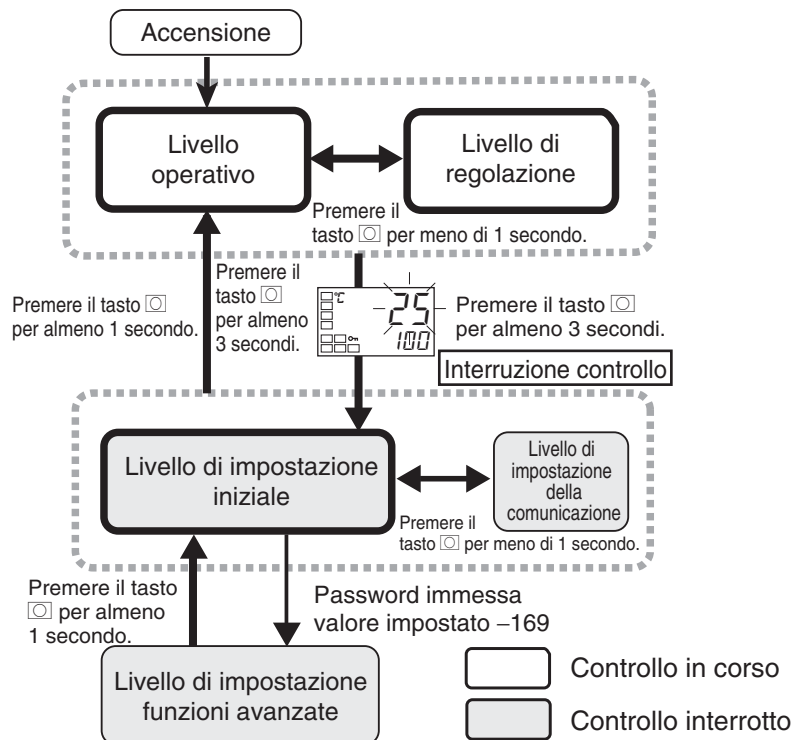 Accensione
Livello
operativo
Livello di
regolazione
Premere il
tasto per meno di 1 secondo.
Premere il tasto
per almeno 1 secondo.
Premere il
tasto
per almeno
3 secondi.
°C
25
100
Premere il tasto
per almeno 3 secondi.
Interruzione controllo
Livello di impostazione
iniziale
Livello di
impostazione
della
comunicazione
Premere il
tasto per meno di 1 secondo.
Premere il tasto
per almeno
1 secondo.
Password immessa
valore impostato –169
Livello di impostazione
funzioni avanzate
Controllo in corso
Controllo interrotto